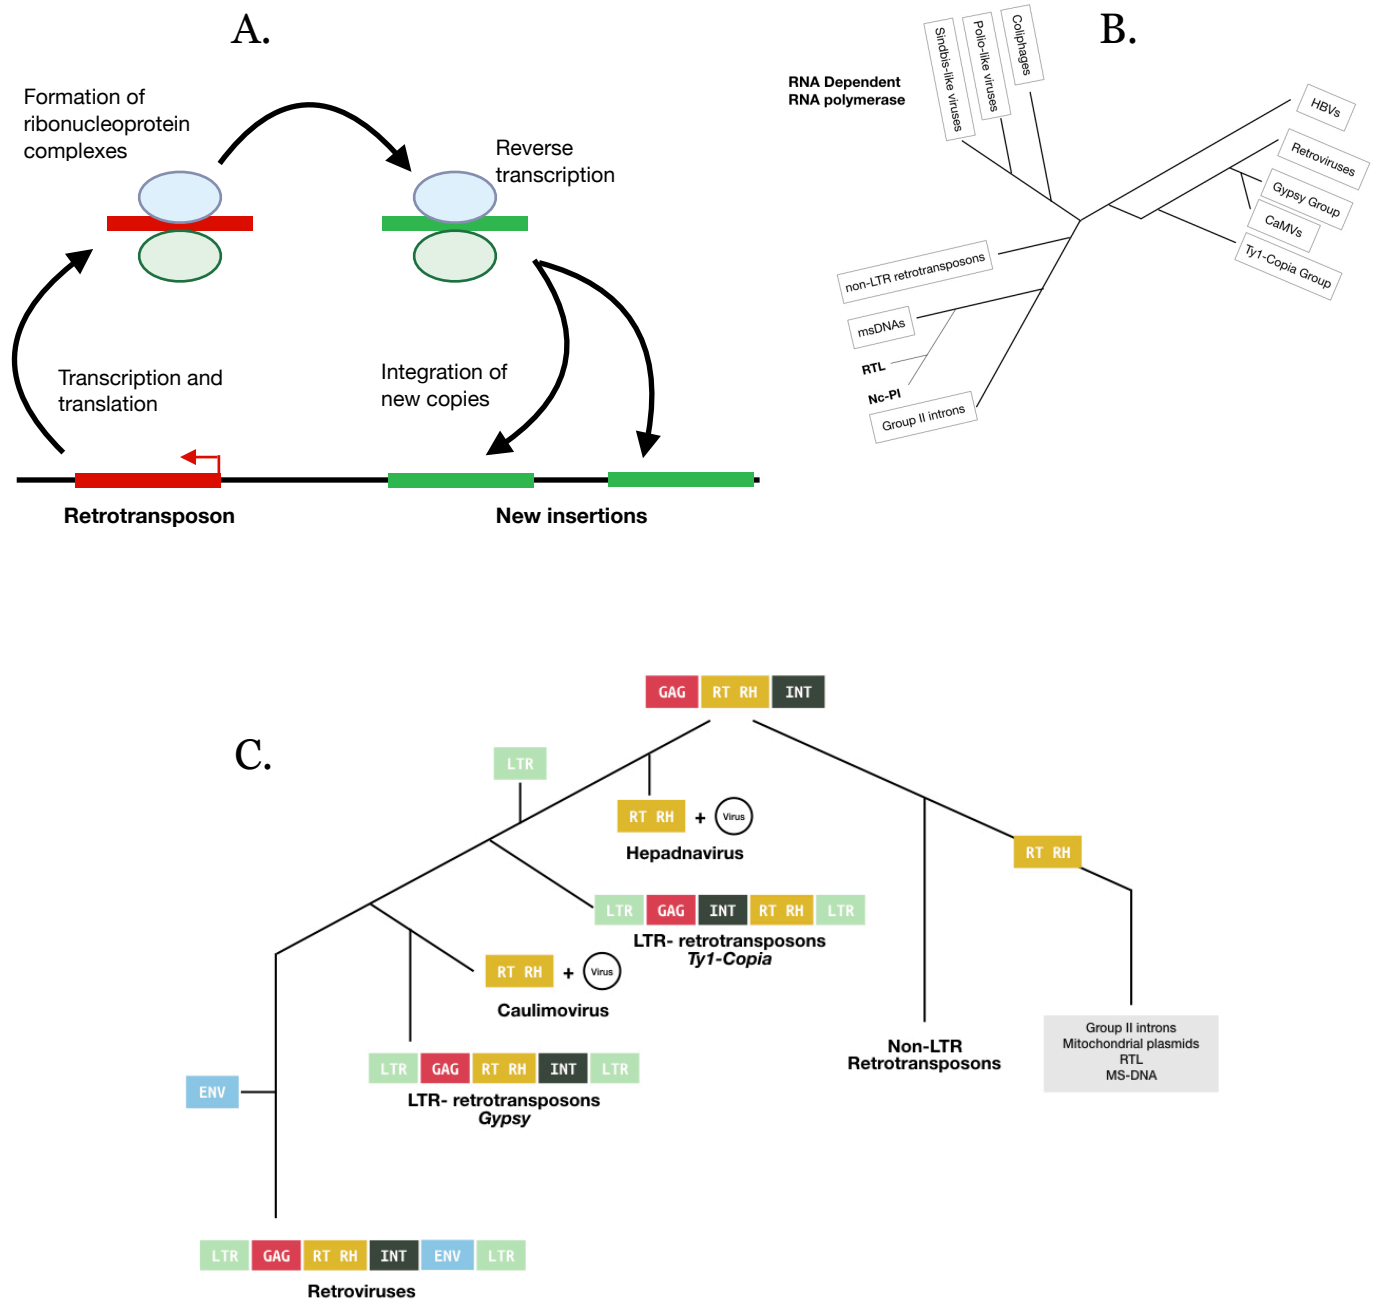 A.
Formation of
ribonucleoprotein
complexes
Reverse
transcription
Transcription and
translation
Integration of
new copies
Retrotransposon
New insertions
B.
RNA Dependent
RNA polymerase
Sindbis-like viruses
Polio-like viruses
Coliphages
HBVs
Retroviruses
Gypsy Group
CaMVs
Ty1-Copia Group
non-LTR retrotransposons
msDNAs
RTL
Nc-Pl
Group II introns
C.
GAG RT RH INT
LTR
RT RH + Virus
Hepadnavirus
RT RH
LTR GAG INT RT RH LTR
LTR- retrotransposons
Ty1-Copia
RT RH + Virus
Caulimovirus
LTR GAG RT RH INT LTR
LTR- retrotransposons
Gypsy
Non-LTR
Retrotransposons
Group II introns
Mitochondrial plasmids
RTL
MS-DNA
ENV
LTR GAG RT RH INT ENV LTR
Retroviruses